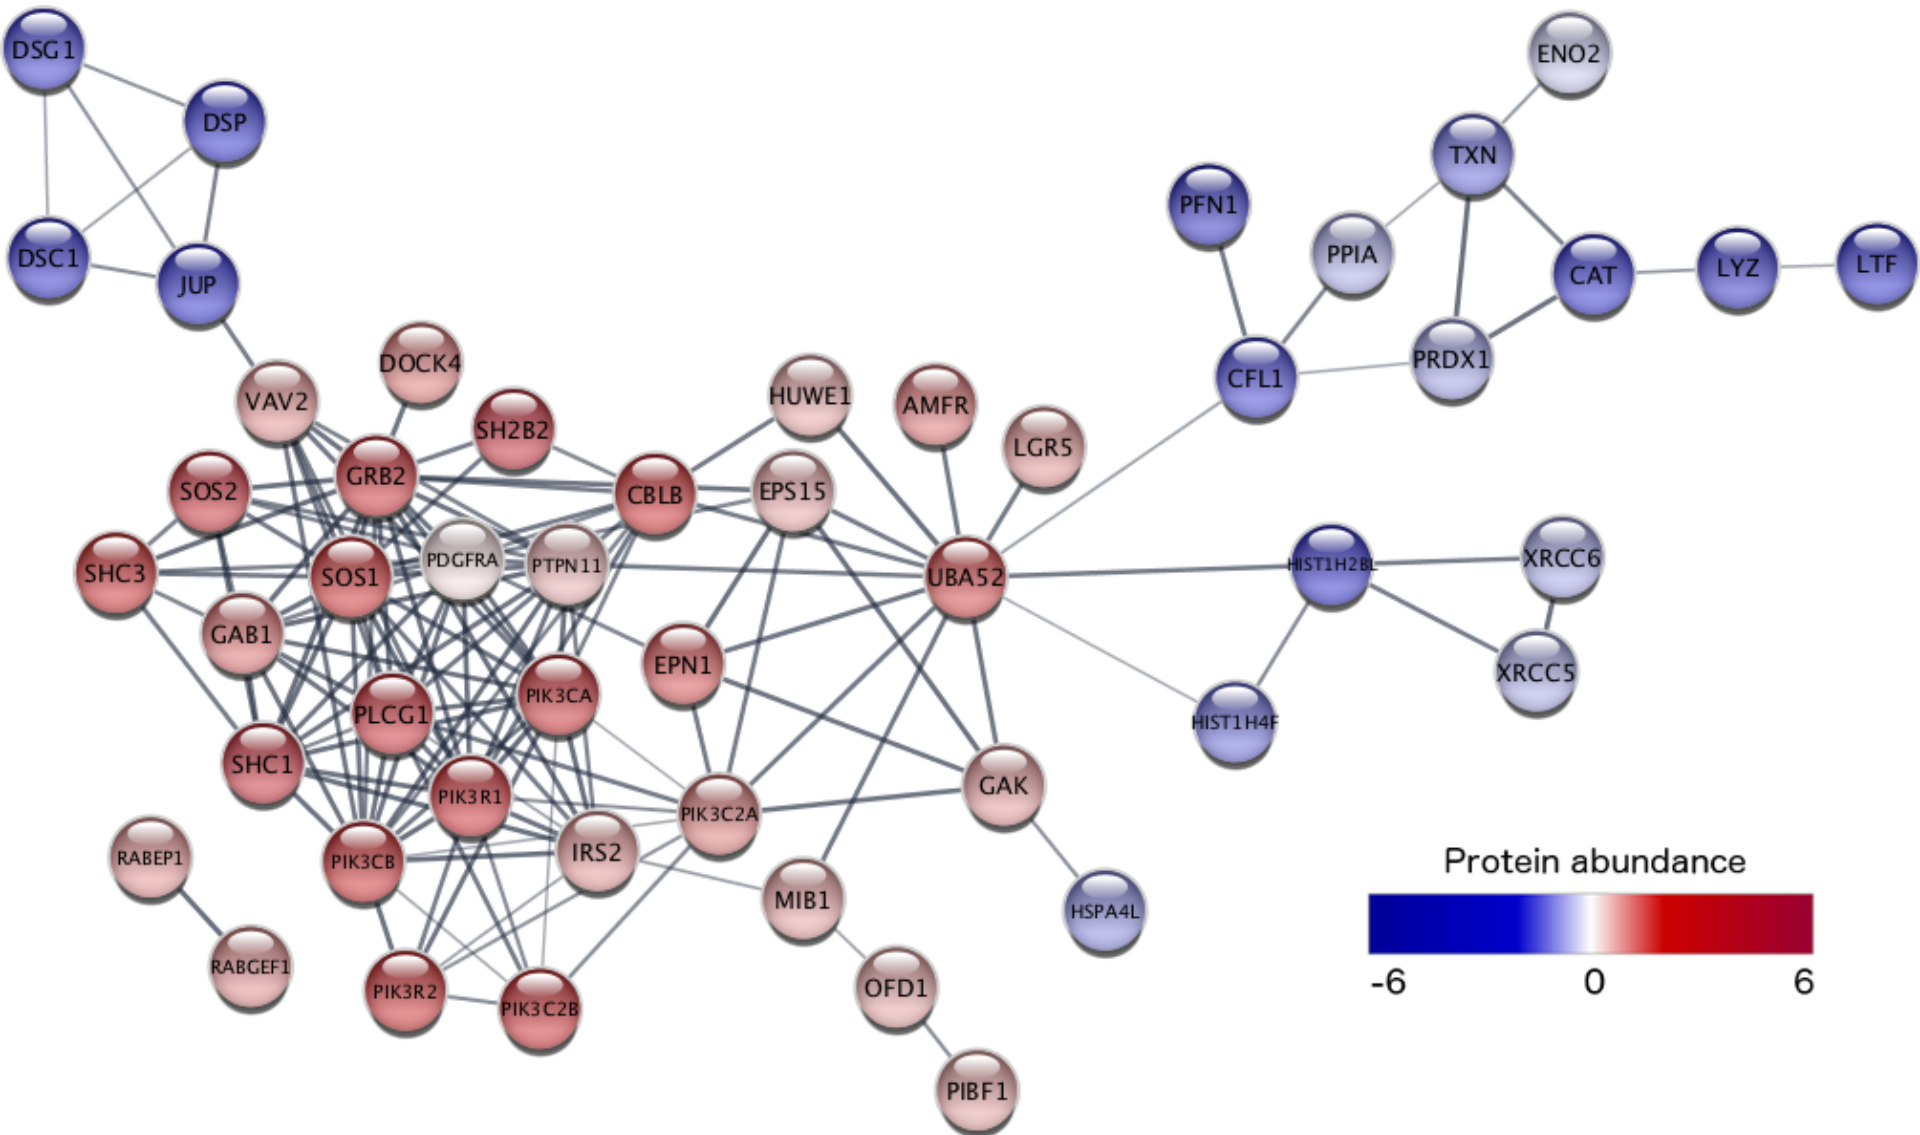 DSG1
ENO2
DSP
TXN
PFN1
PPIA
DSC1
JUP
CAT
LYZ
LTF
DOCK4
PRDX1
CFL1
VAV2
HUWE1
AMFR
SH2B2
LGR5
GRB2
SOS2
CBLB
EPS15
PDGFRA
PTPN11
SHC3
SOS1
UBA52
HIST1H2BL
XRCC6
GAB1
EPN1
XRCC5
PIK3CA
PLCG1
HIST1H4F
SHC1
PIK3R1
GAK
PIK3C2A
RABEP1
PIK3CB
IRS2
Protein abundance
MIB1
HSPA4L
RABGEF1
-6 0 6
PIK3R2
OFD1
PIK3C2B
PIBF1